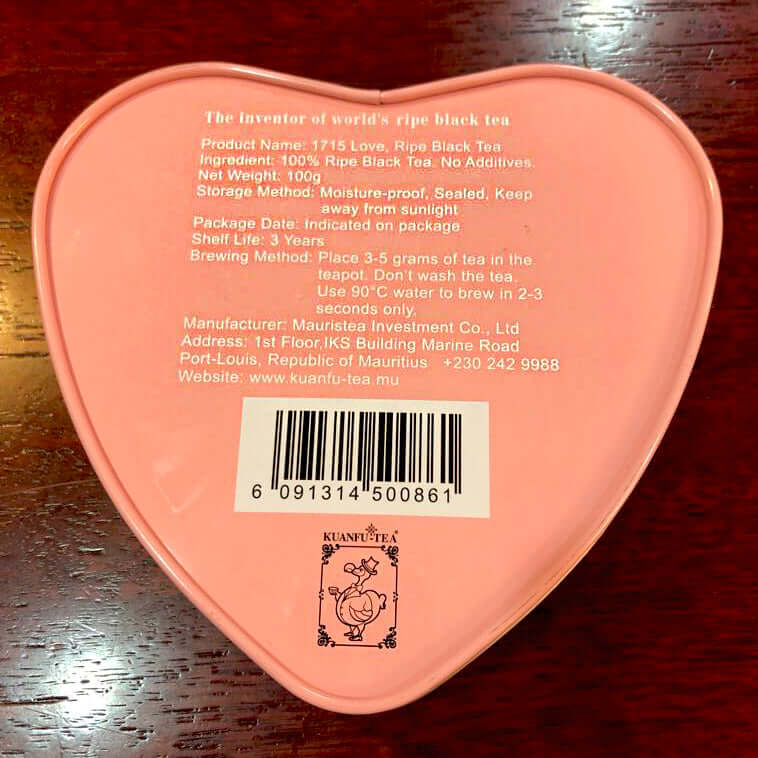 The inventor of world's ripe black tea
Product Name: 1715 Love, Ripe Black Tea
Ingredient: 100% Ripe Black Tea. No Additives.
Net Weight: 100g
Storage Method: Moisture-proof, Sealed, Keep
away from sunlight
Package Date: Indicated on package
Shelf Life: 3 Years
Brewing Method: Place 3-5 grams of tea in the
teapot. Don't wash the tea.
Use 90°C water to brew in 2-3
seconds only.
Manufacturer: Mauristea Investment Co., Ltd
Address: 1st Floor,IKS Building Marine Road
Port-Louis, Republic of Mauritius +230 242 9988
Website: www.kuanfu-tea.mu
6 091314 500861
KUANFU-TEA®